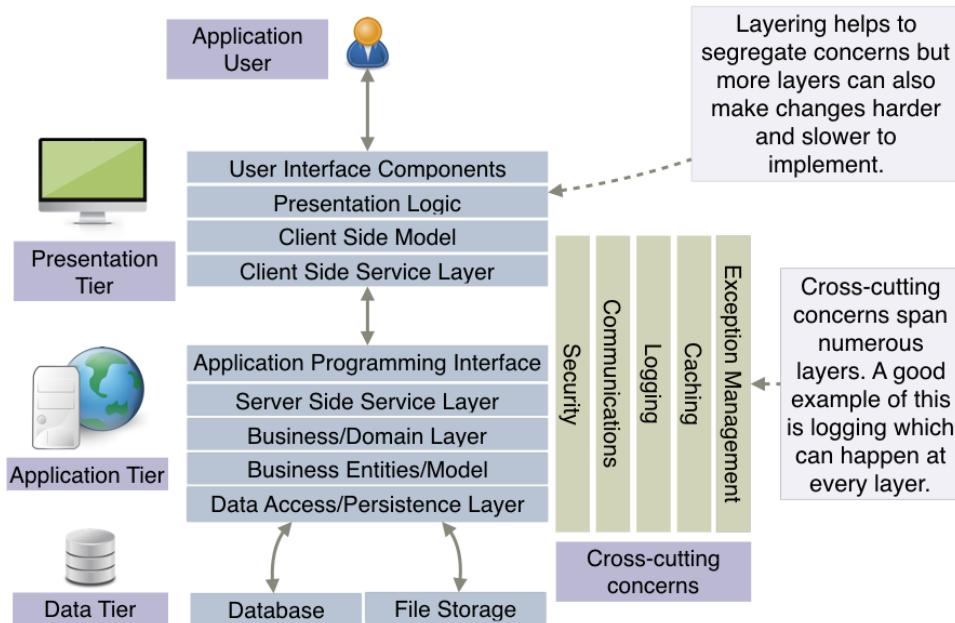 Application
User
Layering helps to
segregate concerns but
more layers can also
make changes harder
and slower to
implement.
User Interface Components
Presentation Logic
Client Side Model
Client Side Service Layer
Presentation
Tier
Application Programming Interface
Server Side Service Layer
Business/Domain Layer
Business Entities/Model
Data Access/Persistence Layer
Application Tier
Security
Communications
Logging
Caching
Exception Management
Cross-cutting
concerns span
numerous
layers. A good
example of this
is logging which
can happen at
every layer.
Cross-cutting
concerns
Data Tier
Database
File Storage